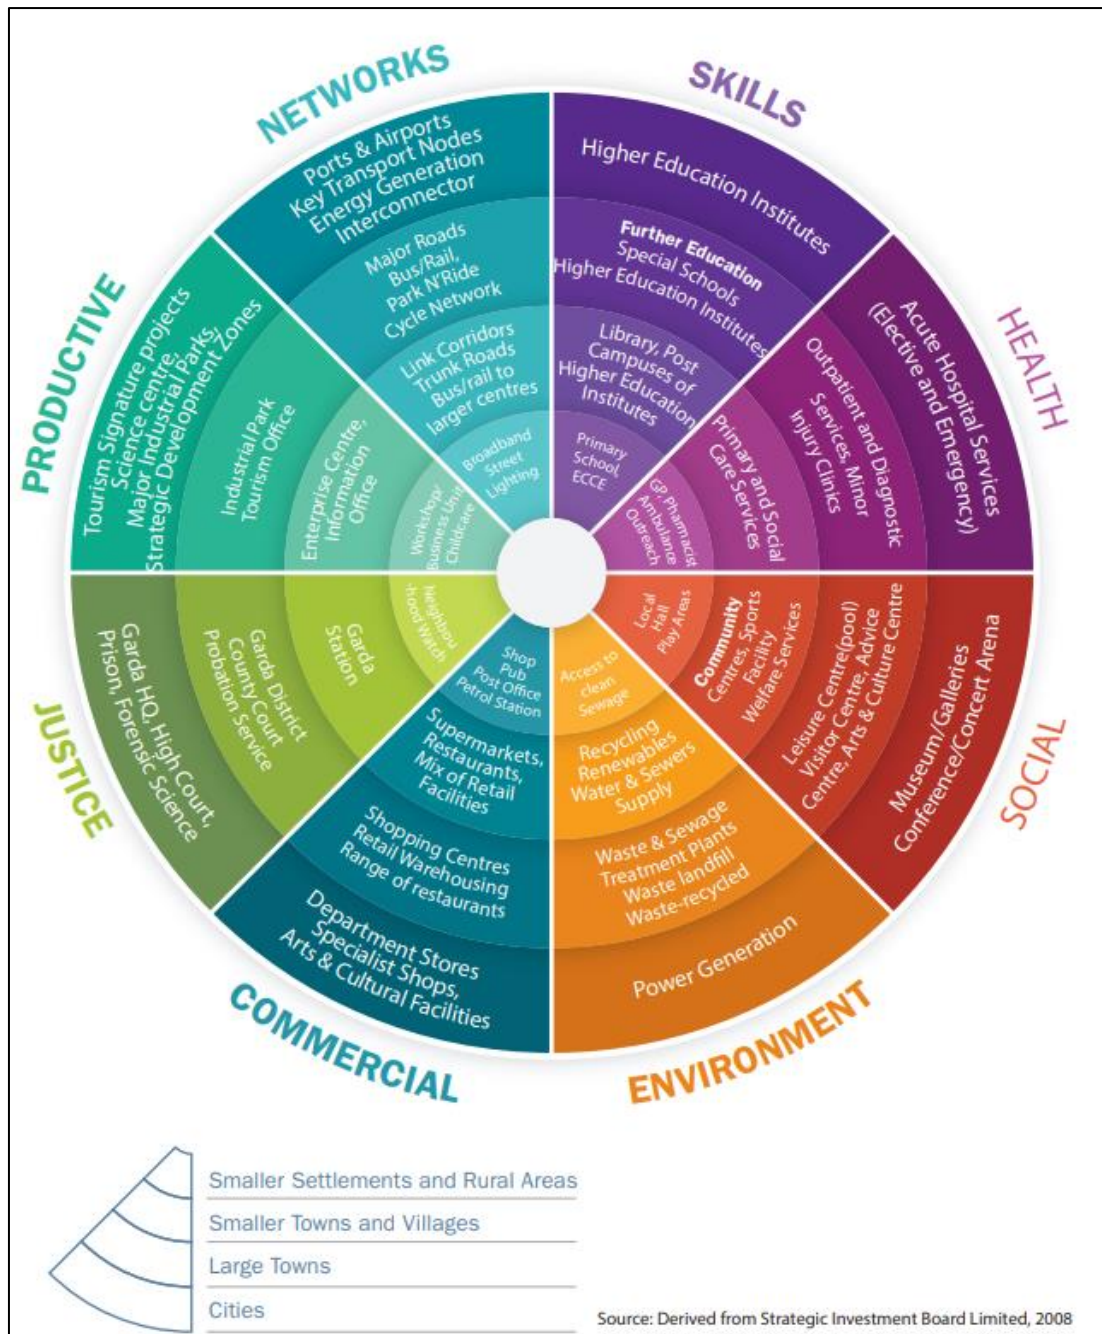 NETWORKS
Ports & Airports
Key Transport Nodes
Energy Generation
Interconnector
Major Roads
Bus/Rail,
Park N'Ride
Cycle Network
Link Corridors
Trunk Roads
Bus/rail to
larger centres
Broadband
Street
Lighting
SKILLS
Higher Education Institutes
Further Education
Special Schools
Higher Education Institutes
Library, Post
Campuses of
Higher Education
Institutes
Primary
School,
ECCE
HEALTH
Acute Hospital Services
(Elective and Emergency)
Outpatient and Diagnostic
Services, Minor
Injury Clinics
Primary and Social
Care Services
GP, Pharmacist
Ambulance
Outreach
SOCIAL
Museum/Galleries
Conference/Concert Arena
Leisure Centre(pool)
Visitor Centre, Advice
Centre, Arts & Culture Centre
Community
Centres, Sports
Facility
Welfare Services
Local
Hall
Play Areas
ENVIRONMENT
Access to
clean
Sewage
Recycling
Renewables
Water & Sewers
Supply
Waste & Sewage
Treatment Plants
Waste landfill
Waste-recycled
Power Generation
COMMERCIAL
Shop
Pub
Post Office
Petrol Station
Supermarkets,
Restaurants,
Mix of Retail
Facilities
Shopping Centres
Retail Warehousing
Range of restaurants
Department Stores
Specialist Shops,
Arts & Cultural Facilities
JUSTICE
Garda HQ, High Court,
Prison, Forensic Science
Garda District
County Court
Probation Service
Garda
Station
Neighbou
-Hood Watch
PRODUCTIVE
Tourism Signature projects
Science centre,
Major Industrial Parks,
Strategic Development Zones
Industrial Park
Tourism Office
Enterprise Centre,
Information
Office
Workshop/
Business Unit
Childcare
Smaller Settlements and Rural Areas
Smaller Towns and Villages
Large Towns
Cities
Source: Derived from Strategic Investment Board Limited, 2008